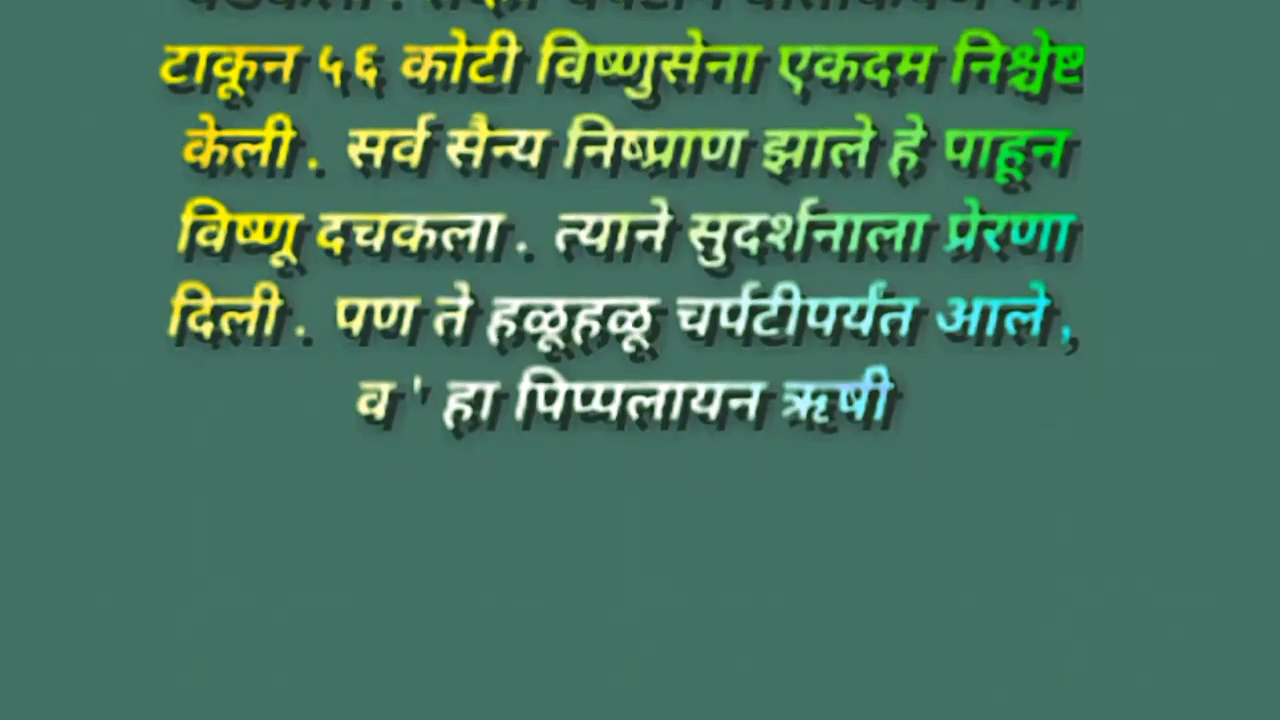 टाकून ५६ कोटी विष्णुसेना एकदम निश्चेष्ट
केली . सर्व सैन्य निष्प्राण झाले हे पाहून
विष्णू दचकला . त्याने सुदर्शनाला प्रेरणा
दिली . पण ते हळूहळू चर्पटीपर्यंत आले ,
व ' हा पिप्पलायन ऋषी